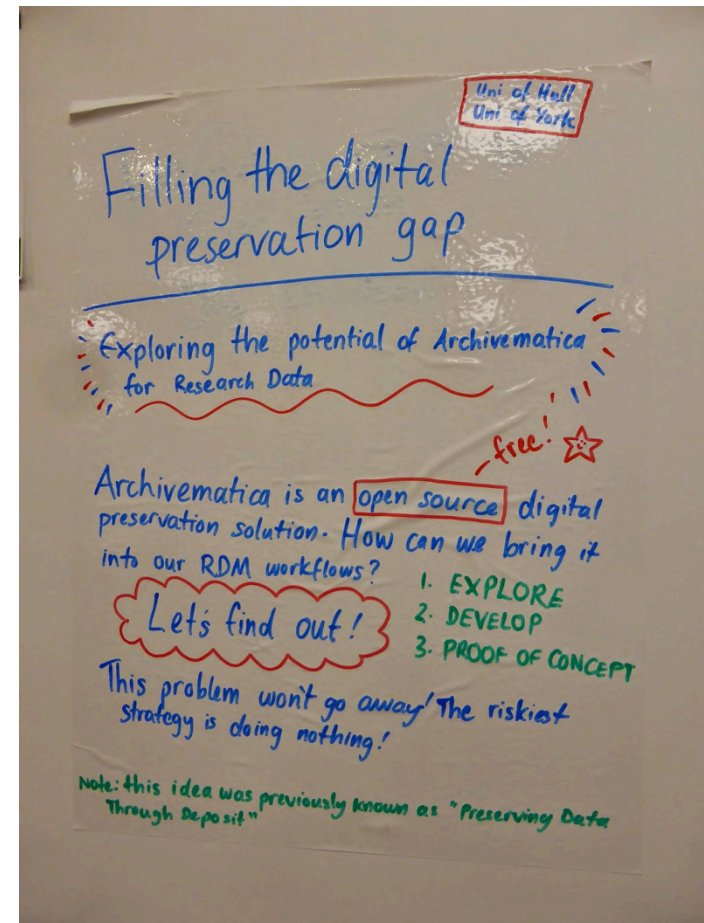 Uni of Hull
Uni of York
Filling the digital
preservation gap
Exploring the potential of Archivematica
for Research Data
free!
Archivematica is an open source digital
preservation solution. How can we bring it
into our RDM workflows?
Let's find out!
1. EXPLORE
2. DEVELOP
3. PROOF OF CONCEPT
This problem won't go away! The riskiest
strategy is doing nothing!
Note: this idea was previously known as "Preserving Data
Through Deposit"